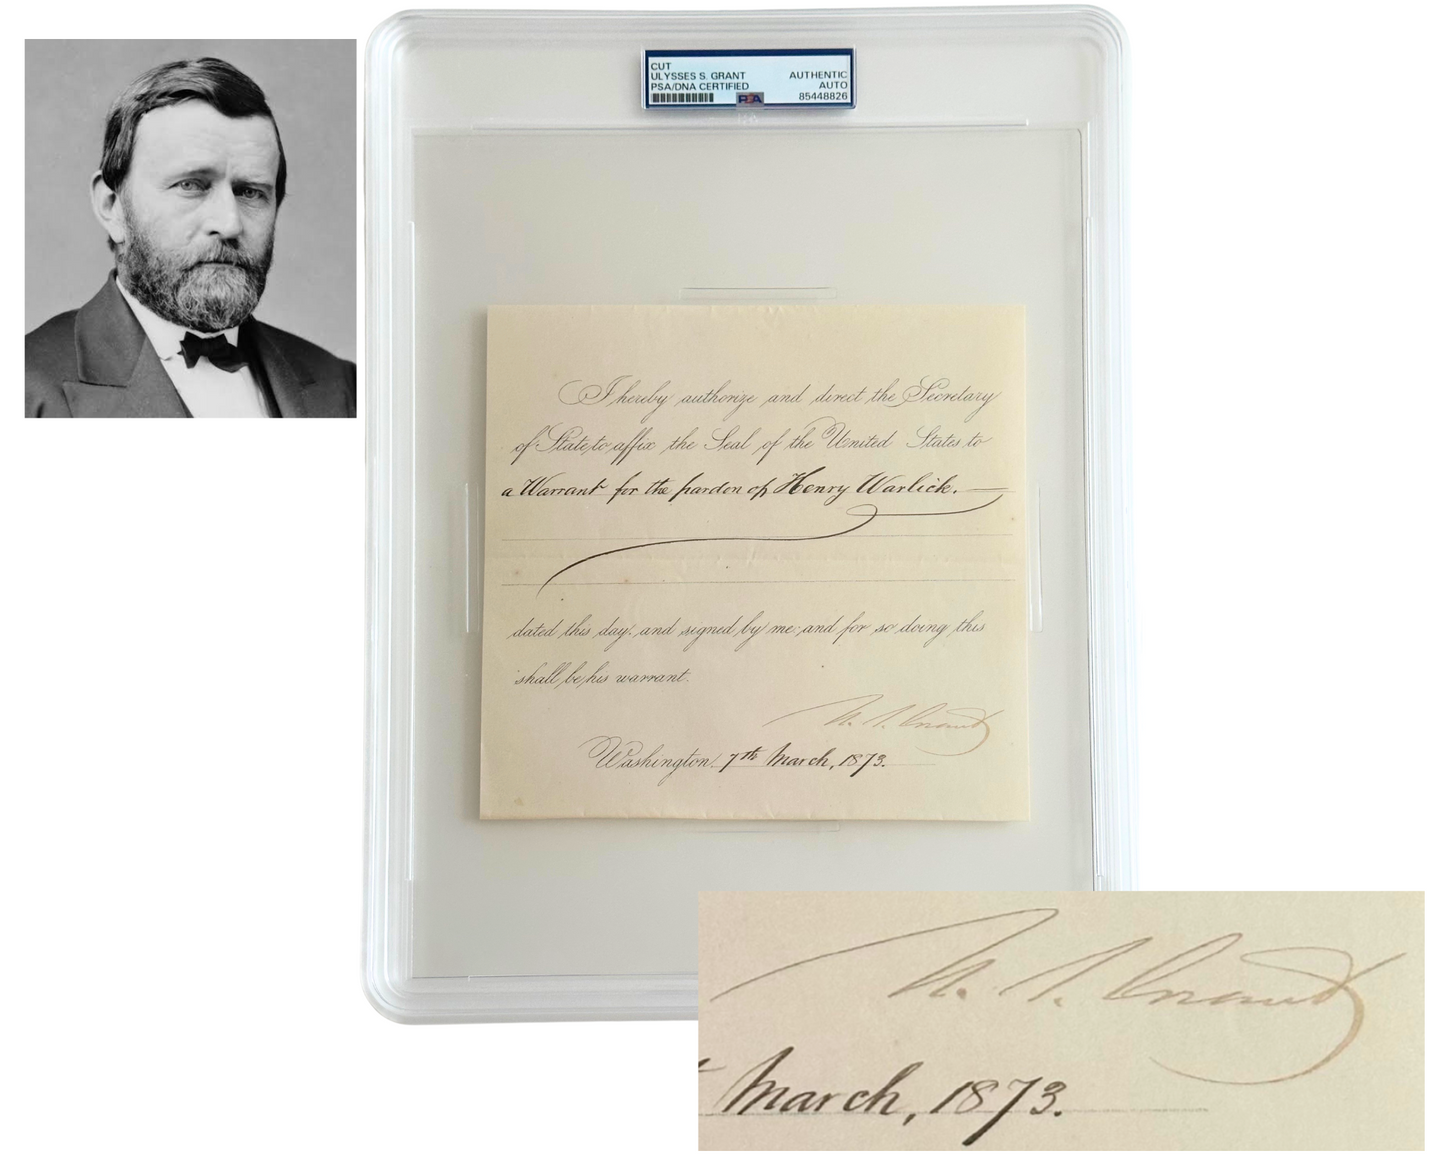 CUT
ULYSSES S. GRANT AUTHENTIC
PSA/DNA CERTIFIED AUTO
PSA 85448826
I hereby authorize and direct the Secretary
of State to affix the Seal of the United States to
a Warrant for the pardon of Henry Warlick.
dated this day, and signed by me; and for so doing this
shall be his warrant.
U. S. Grant
Washington, 7th March, 1873.
U. S. Grant
March, 1873.